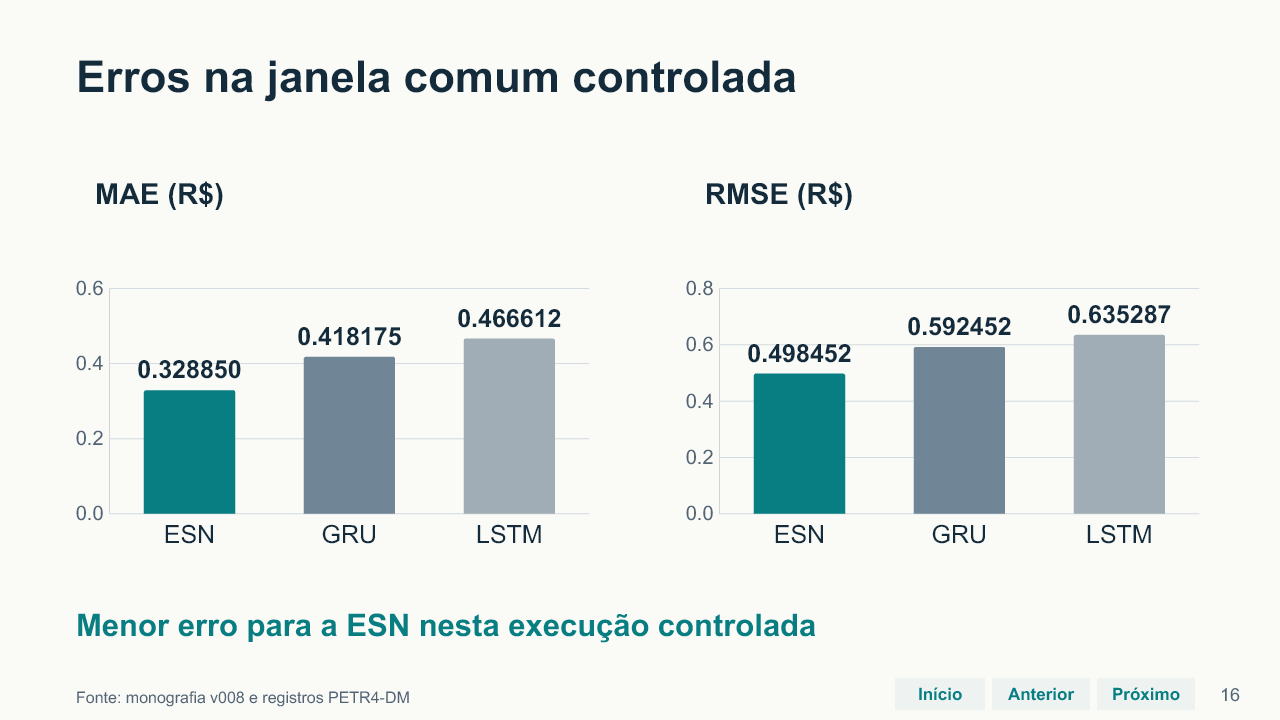 Erros na janela comum controlada
MAE (R$)
0.6
0.4
0.2
0.0
0.328850
0.418175
0.466612
ESN
GRU
LSTM
RMSE (R$)
0.8
0.6
0.4
0.2
0.0
0.498452
0.592452
0.635287
ESN
GRU
LSTM
Menor erro para a ESN nesta execução controlada
Fonte: monografia v008 e registros PETR4-DM
Início
Anterior
Próximo
16